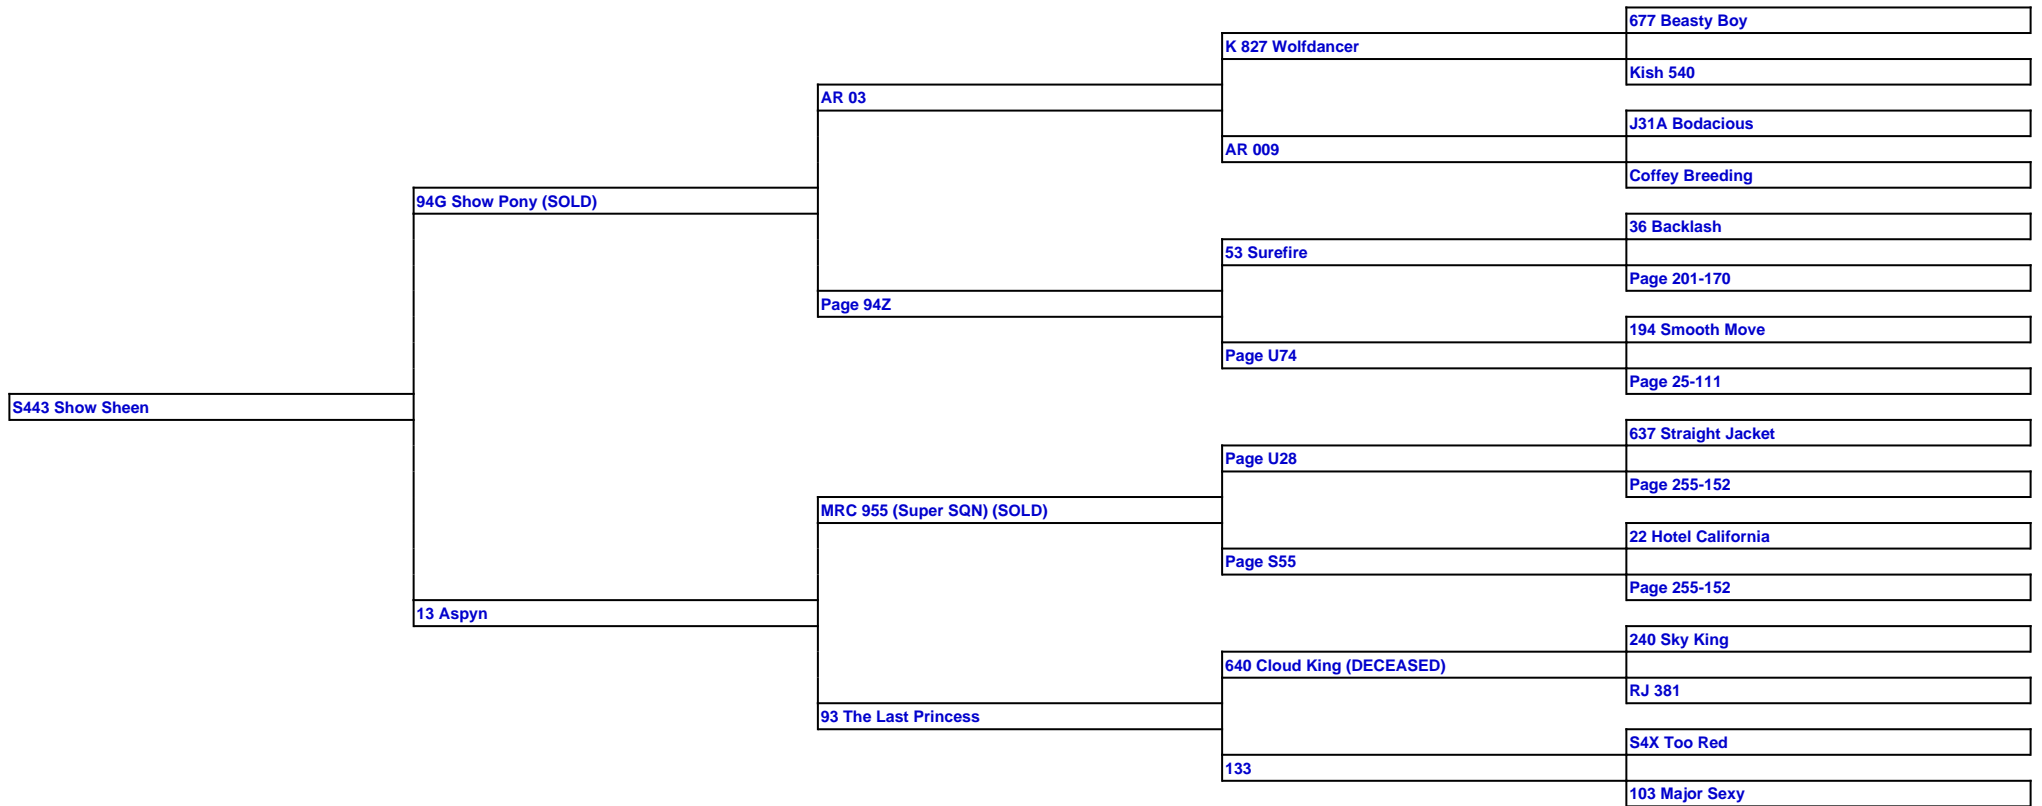 677 Beasty Boy
K 827 Wolfdancer
Kish 540
AR 03
J31A Bodacious
AR 009
Coffey Breeding
94G Show Pony (SOLD)
36 Backlash
53 Surefire
Page 201-170
Page 94Z
194 Smooth Move
Page U74
Page 25-111
S443 Show Sheen
637 Straight Jacket
Page U28
Page 255-152
MRC 955 (Super SQN) (SOLD)
22 Hotel California
Page S55
Page 255-152
13 Aspyn
240 Sky King
640 Cloud King (DECEASED)
RJ 381
93 The Last Princess
S4X Too Red
133
103 Major Sexy